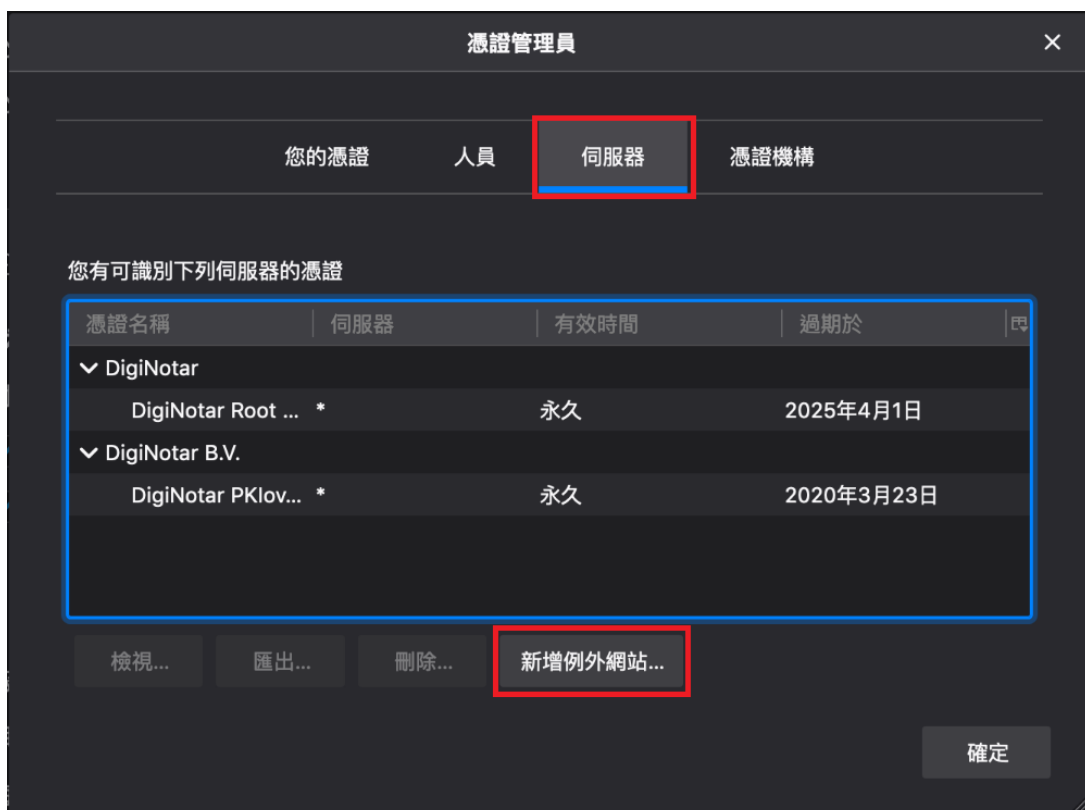 憑證管理員
您的憑證 人員 伺服器 憑證機構
您有可識別下列伺服器的憑證
憑證名稱 伺服器 有效時間 過期於
DigiNotar
DigiNotar Root ... * 永久 2025年4月1日
DigiNotar B.V.
DigiNotar PKIov... * 永久 2020年3月23日
檢視... 匯出... 刪除... 新增例外網站...
確定